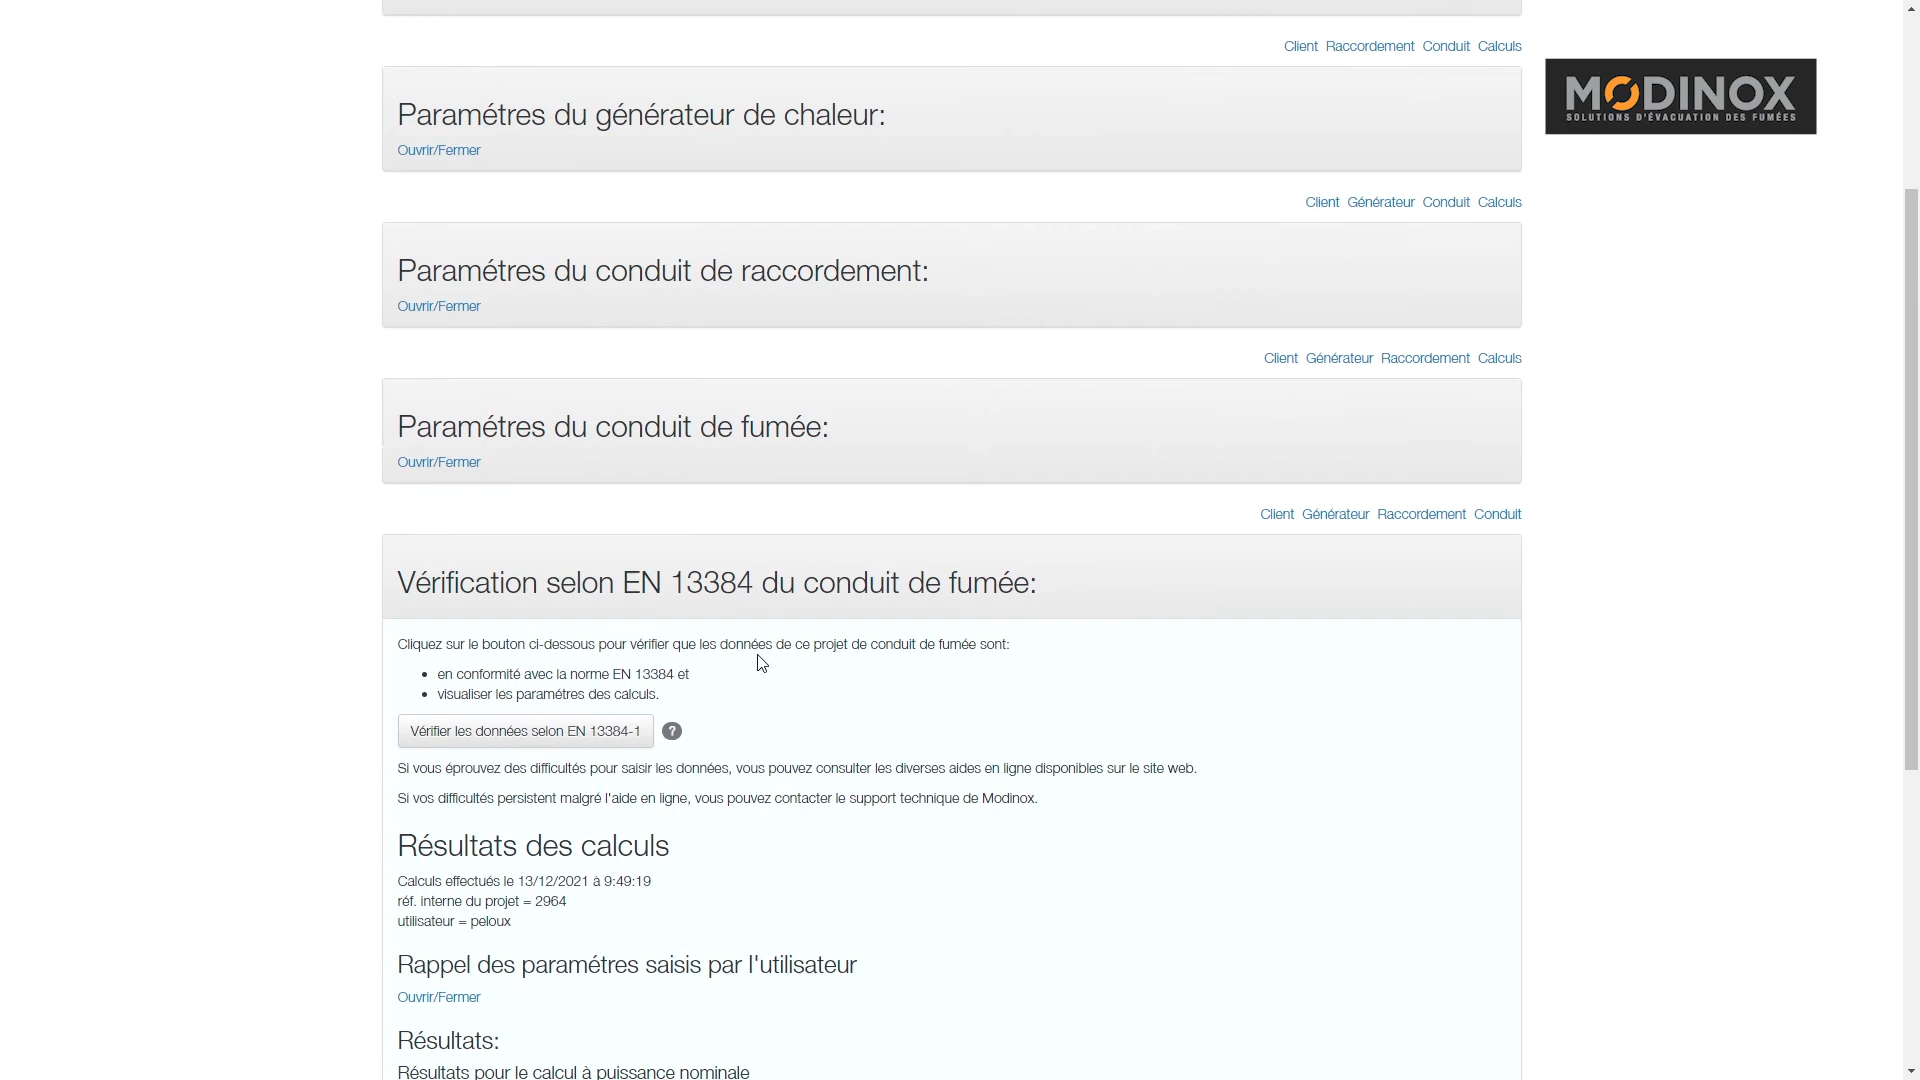 Client Raccordement Conduit Calculs
MODINOX
SOLUTIONS D'ÉVACUATION DES FUMÉES
Paramétres du générateur de chaleur:
Ouvrir/Fermer
Client Générateur Conduit Calculs
Paramétres du conduit de raccordement:
Ouvrir/Fermer
Client Générateur Raccordement Calculs
Paramétres du conduit de fumée:
Ouvrir/Fermer
Client Générateur Raccordement Conduit
Vérification selon EN 13384 du conduit de fumée:
Cliquez sur le bouton ci-dessous pour vérifier que les données de ce projet de conduit de fumée sont:
• en conformité avec la norme EN 13384 et
• visualiser les paramétres des calculs.
Vérifier les données selon EN 13384-1 ?
Si vous éprouvez des difficultés pour saisir les données, vous pouvez consulter les diverses aides en ligne disponibles sur le site web.
Si vos difficultés persistent malgré l'aide en ligne, vous pouvez contacter le support technique de Modinox.
Résultats des calculs
Calculs effectués le 13/12/2021 à 9:49:19
réf. interne du projet = 2964
utilisateur = peloux
Rappel des paramétres saisis par l'utilisateur
Ouvrir/Fermer
Résultats:
Résultats pour le calcul à puissance nominale